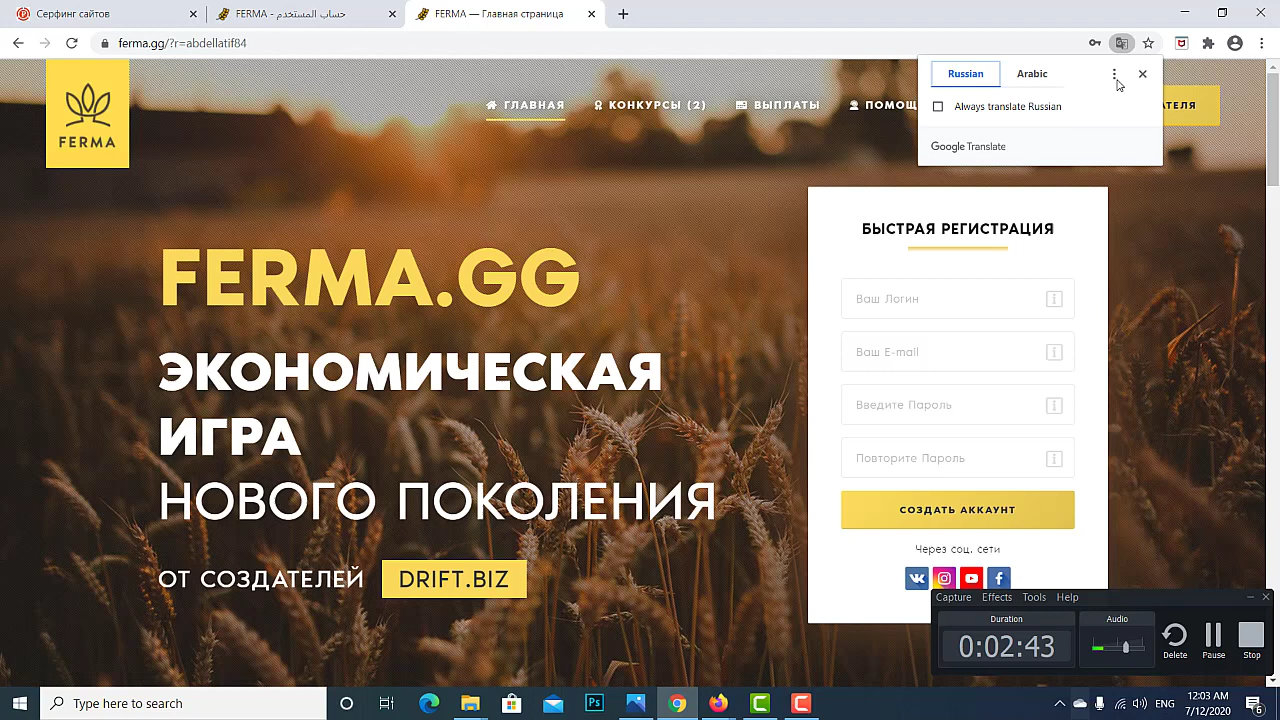 Серфинг сайтов
FERMA - حساب المستخدم
FERMA — Главная страница
ferma.gg/?r=abdellatif84
Russian
Arabic
Always translate Russian
Google Translate
FERMA
ГЛАВНАЯ
КОНКУРСЫ (2)
ВЫПЛАТЫ
ПОМОЩ
АТЕЛЯ
FERMA.GG
ЭКОНОМИЧЕСКАЯ
ИГРА
НОВОГО ПОКОЛЕНИЯ
ОТ СОЗДАТЕЛЕЙ DRIFT.BIZ
БЫСТРАЯ РЕГИСТРАЦИЯ
Ваш Логин
Ваш E-mail
Введите Пароль
Повторите Пароль
СОЗДАТЬ АККАУНТ
Через соц. сети
Capture Effects Tools Help
Duration
0:02:43
Audio
Delete
Pause
Stop
Type here to search
Ps
ENG
12:03 AM
7/12/2020
6